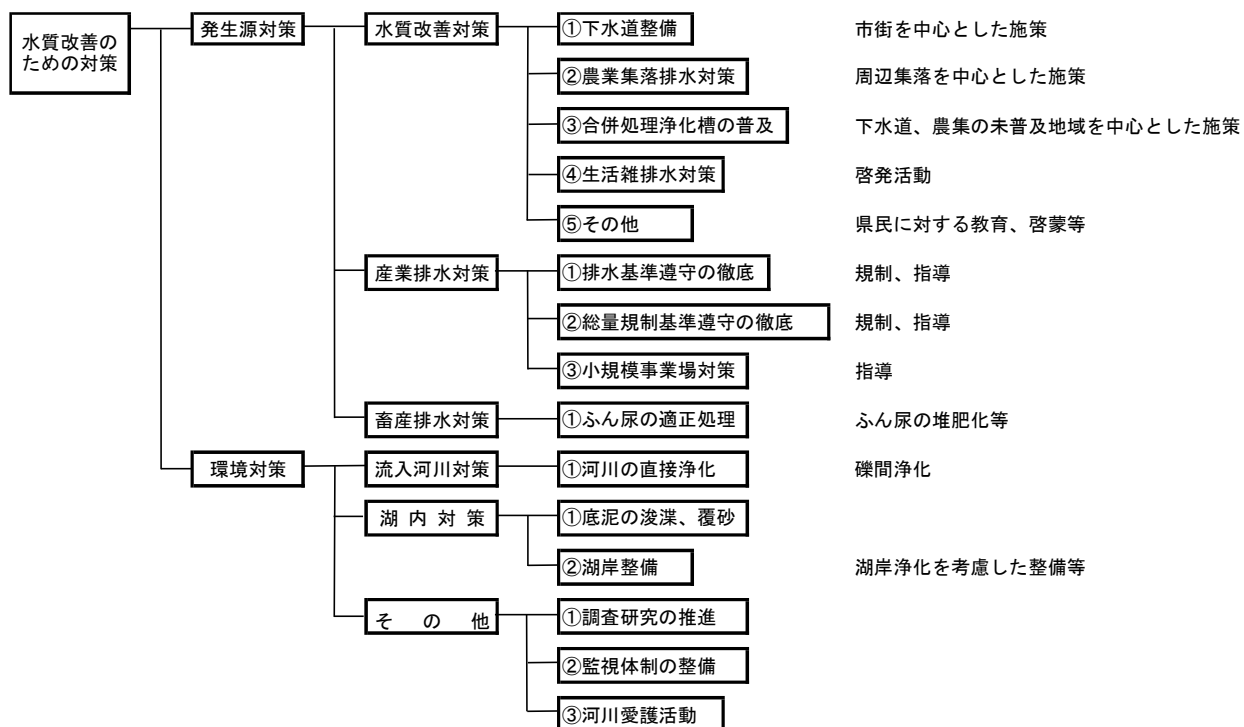 水質改善の
ための対策
発生源対策
水質改善対策
①下水道整備
市街を中心とした施策
②農業集落排水対策
周辺集落を中心とした施策
③合併処理浄化槽の普及
下水道、農集の未普及地域を中心とした施策
④生活雑排水対策
啓発活動
⑤その他
県民に対する教育、啓蒙等
産業排水対策
①排水基準遵守の徹底
規制、指導
②総量規制基準遵守の徹底
規制、指導
③小規模事業場対策
指導
畜産排水対策
①ふん尿の適正処理
ふん尿の堆肥化等
環境対策
流入河川対策
①河川の直接浄化
礫間浄化
湖内対策
①底泥の浚渫、覆砂
②湖岸整備
湖岸浄化を考慮した整備等
その他
①調査研究の推進
②監視体制の整備
③河川愛護活動